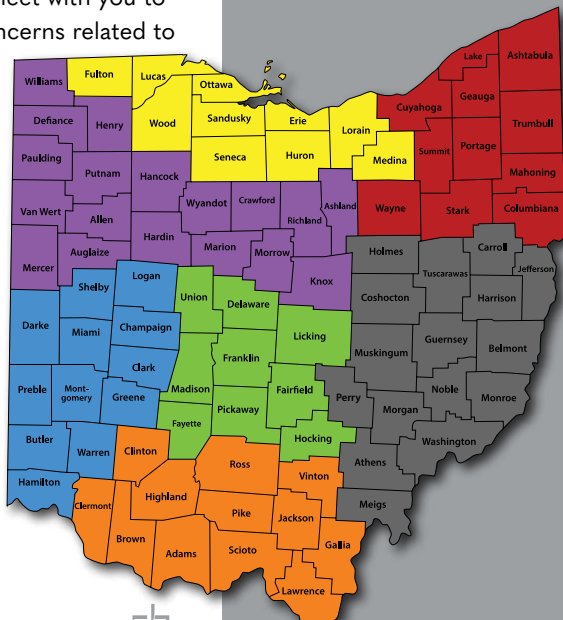 neet with you to
ncerns related to
Williams
Fulton
Lucas
Ottawa
Lake
Ashtabula
Geauga
Cuyahoga
Defiance
Henry
Wood
Sandusky
Erie
Lorain
Trumbull
Paulding
Seneca
Huron
Medina
Summit
Portage
Putnam
Hancock
Mahoning
Van Wert
Allen
Wyandot
Crawford
Richland
Ashland
Wayne
Stark
Columbiana
Mercer
Auglaize
Hardin
Marion
Morrow
Knox
Holmes
Tuscarawas
Carroll
Jefferson
Shelby
Logan
Union
Delaware
Licking
Coshocton
Harrison
Darke
Miami
Champaign
Franklin
Muskingum
Guernsey
Belmont
Clark
Preble
Mont-
gomery
Greene
Madison
Pickaway
Fairfield
Perry
Morgan
Noble
Monroe
Fayette
Hocking
Washington
Butler
Warren
Clinton
Ross
Vinton
Athens
Hamilton
Clermont
Highland
Pike
Jackson
Meigs
Brown
Adams
Scioto
Gallia
Lawrence